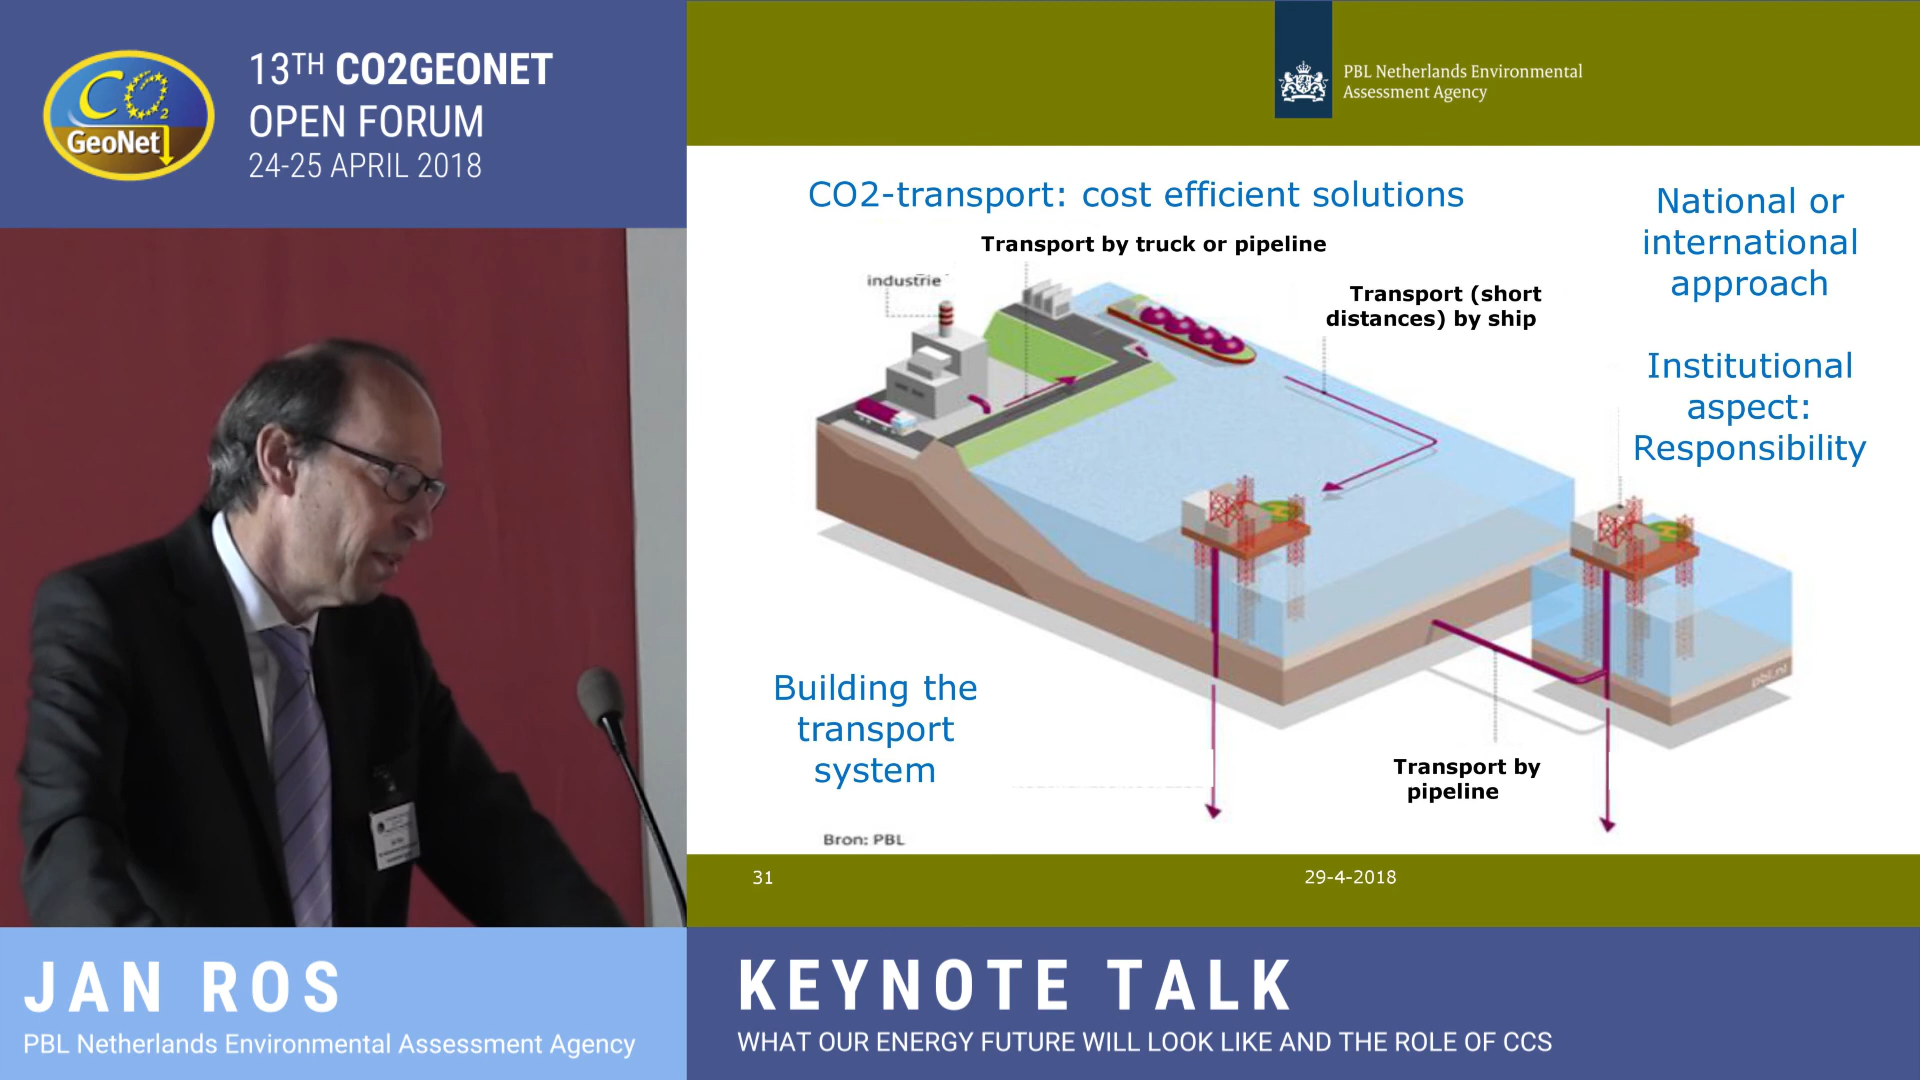 CO2
GeoNet
13TH CO2GEONET
OPEN FORUM
24-25 APRIL 2018
PBL Netherlands Environmental
Assessment Agency
CO2-transport: cost efficient solutions
National or
international
approach
Institutional
aspect:
Responsibility
Transport by truck or pipeline
industrie
Transport (short
distances) by ship
Building the
transport
system
Transport by
pipeline
pbl.nl
Bron: PBL
31
29-4-2018
JAN ROS
PBL Netherlands Environmental Assessment Agency
KEYNOTE TALK
WHAT OUR ENERGY FUTURE WILL LOOK LIKE AND THE ROLE OF CCS